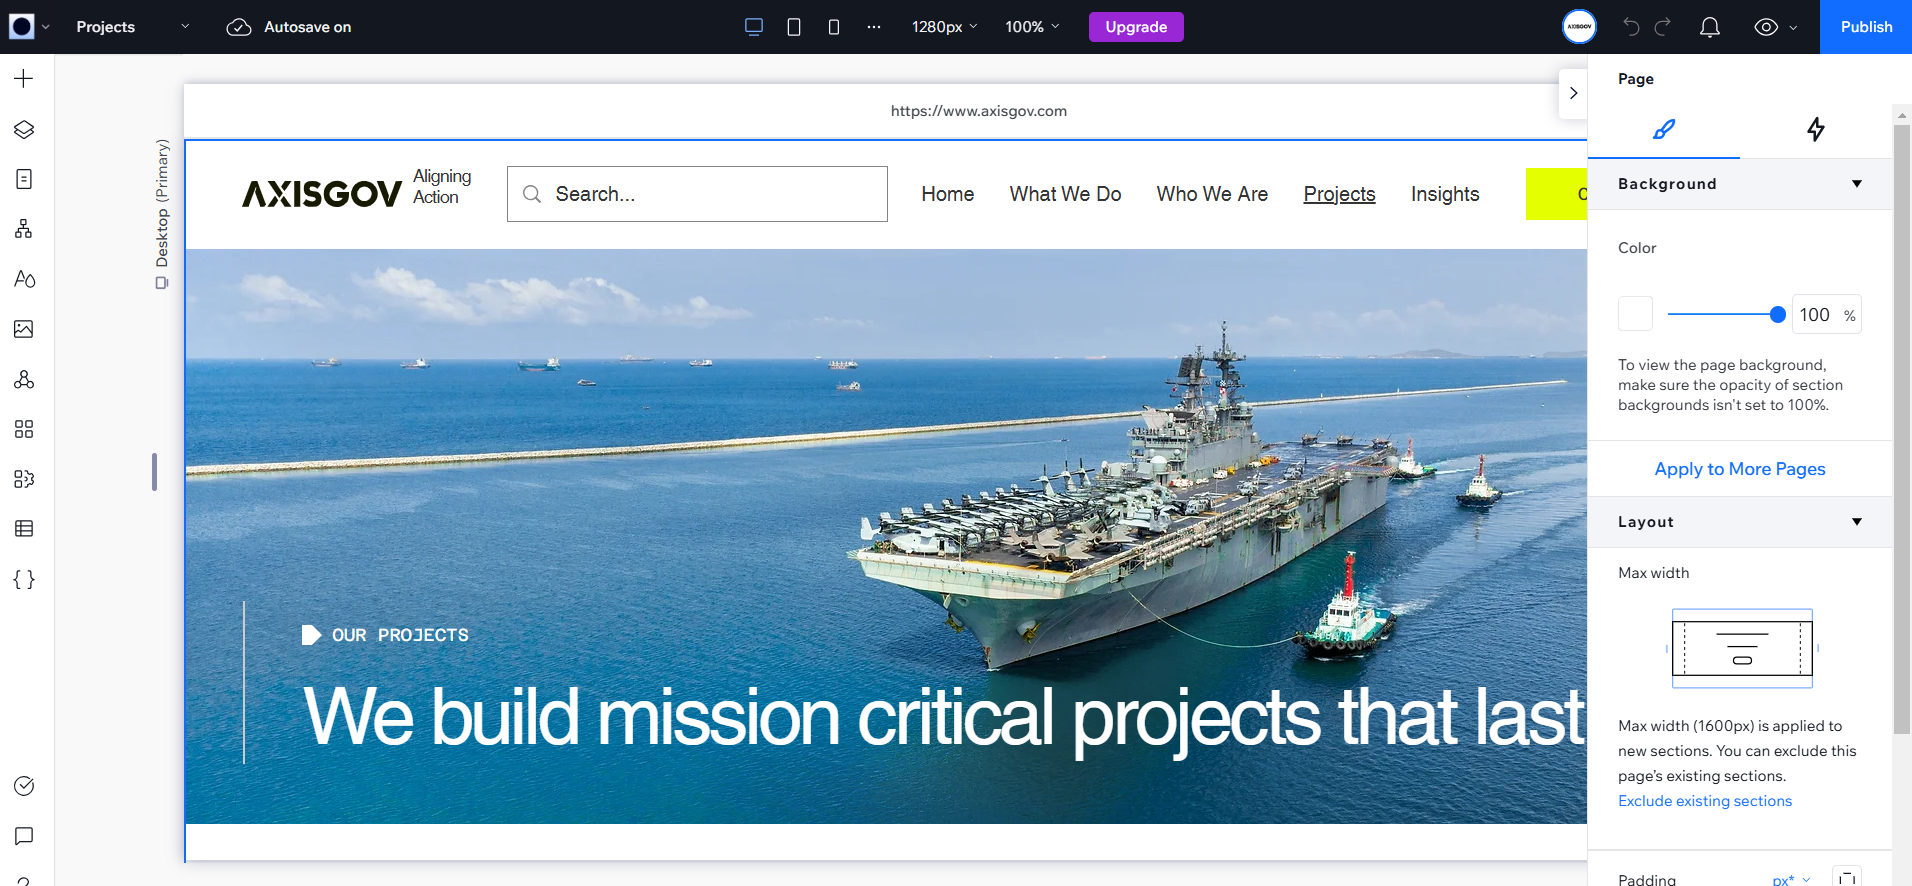 Projects
Autosave on
1280px
100%
Upgrade
AXISGOV
Publish
Page
https://www.axisgov.com
Desktop (Primary)
AXISGOV
Aligning
Action
Search...
Home
What We Do
Who We Are
Projects
Insights
Background
Color
100 %
To view the page background,
make sure the opacity of section
backgrounds isn't set to 100%.
Apply to More Pages
Layout
Max width
OUR PROJECTS
We build mission critical projects that last
Max width (1600px) is applied to
new sections. You can exclude this
page's existing sections.
Exclude existing sections
Padding
px*